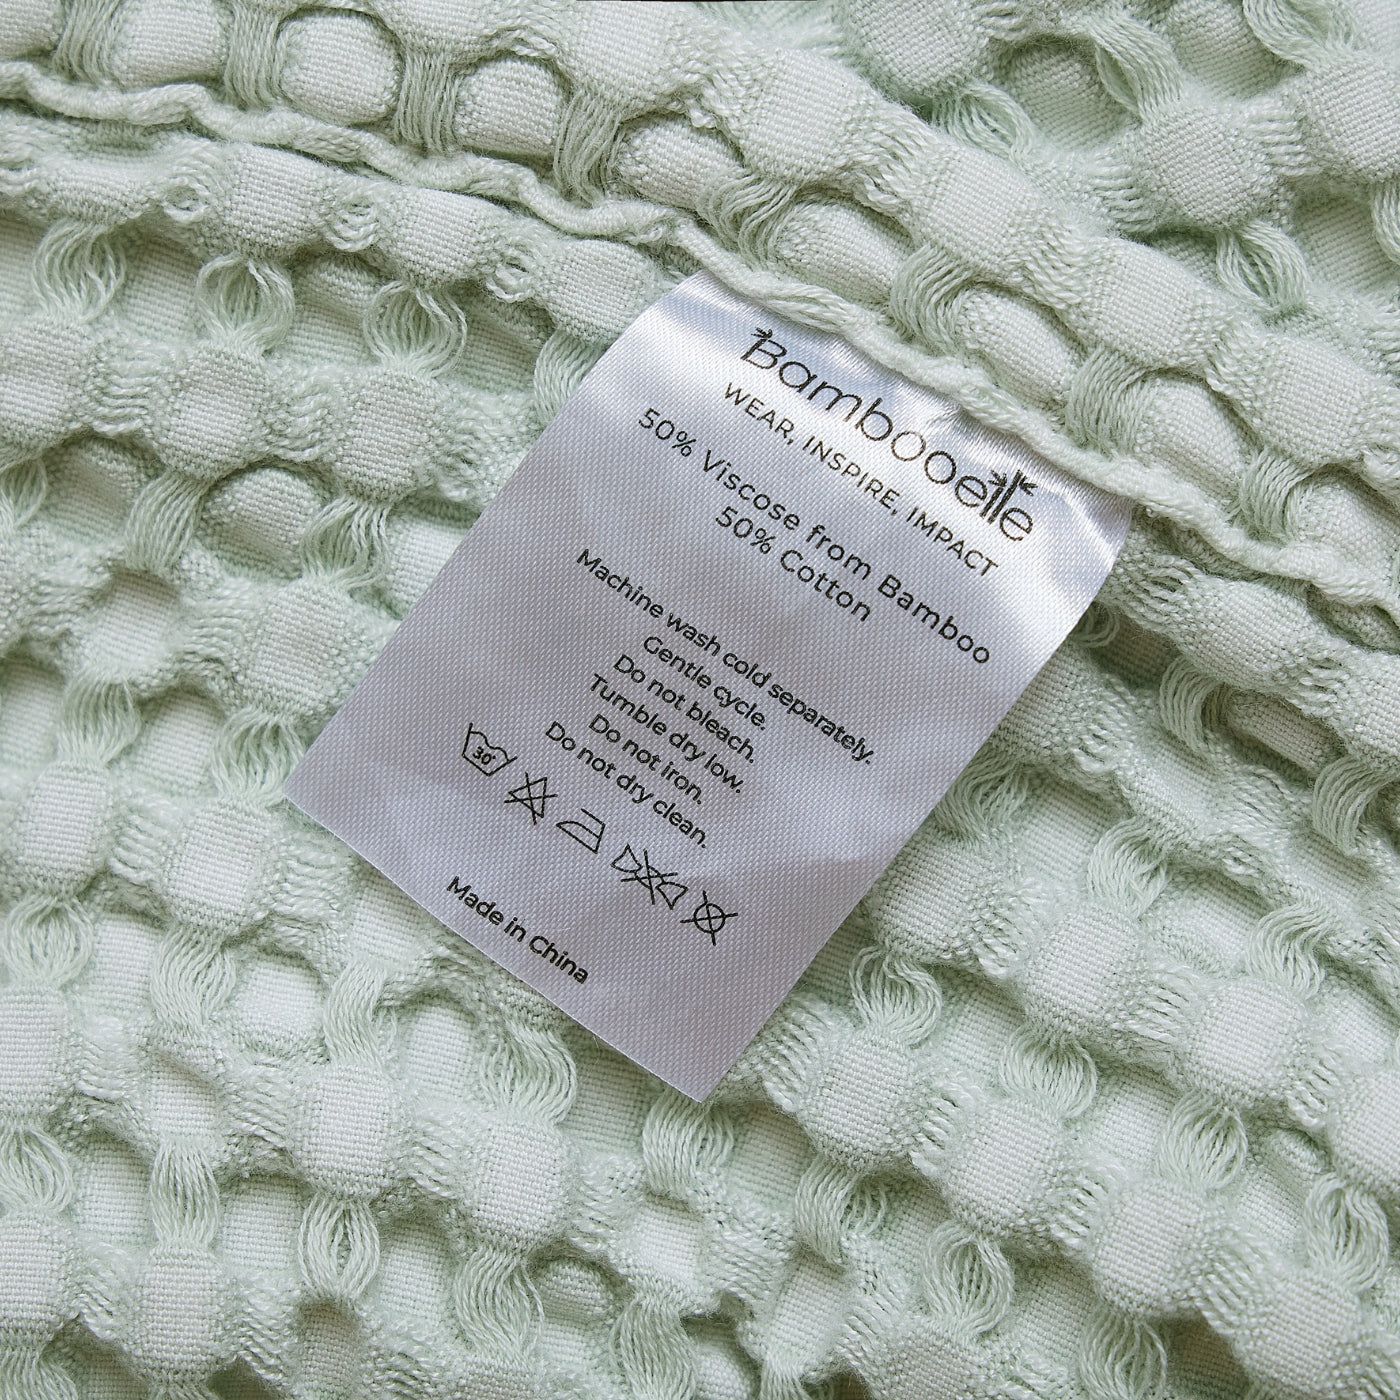 Bambooelle
WEAR, INSPIRE, IMPACT
50% Viscose from Bamboo
50% Cotton
Machine wash cold separately.
Gentle cycle.
Do not bleach.
Tumble dry low.
Do not iron.
Do not dry clean.
30°
Made in China